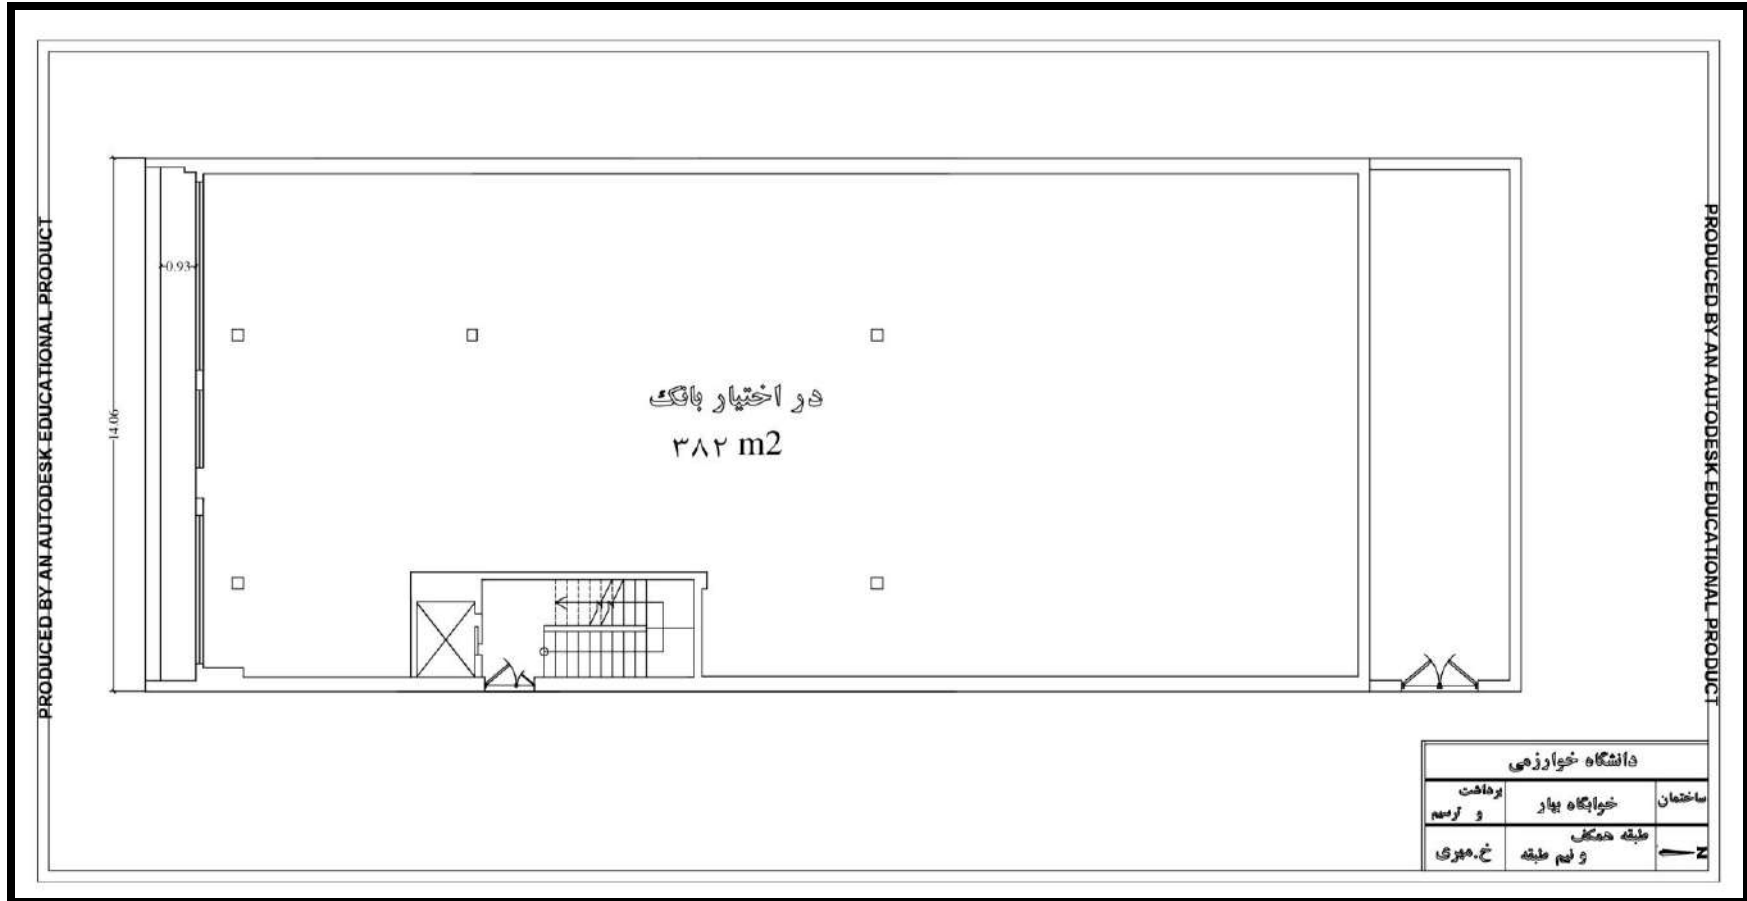 PRODUCED BY AN AUTODESK EDUCATIONAL PRODUCT
PRODUCED BY AN AUTODESK EDUCATIONAL PRODUCT
0.93
14.06
در اختیار بانک
۳۸۲ m2
دانشگاه خوارزمی
ساختمان
خوابگاه بهار
برداشت
و ترسیم
طبقه همکف
و نیم طبقه
خ.میری
N